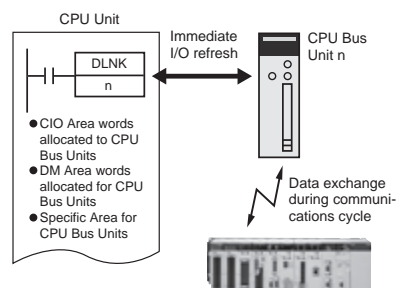 CPU Unit
DLNK
n
● CIO Area words
allocated to CPU
Bus Units
● DM Area words
allocated for CPU
Bus Units
● Specific Area for
CPU Bus Units
Immediate
I/O refresh
CPU Bus
Unit n
Data exchange
during communi-
cations cycle